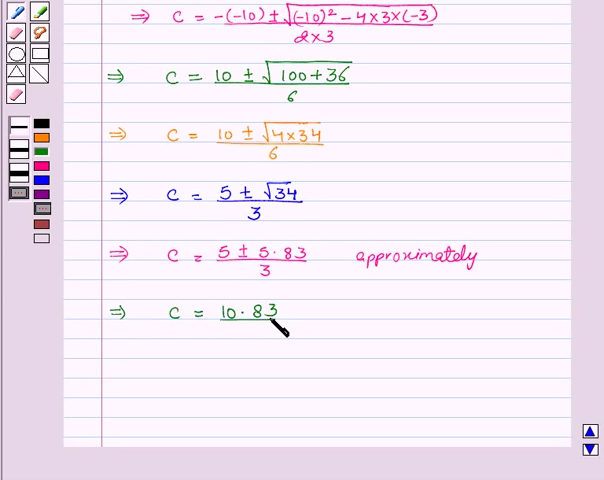 ⇒ C = -(-10) ± √(-10)² - 4×3×(-3) / 2×3
⇒ C = 10 ± √100+36 / 6
⇒ C = 10 ± √4×34 / 6
⇒ C = 5 ± √34 / 3
⇒ C = 5 ± 5.83 / 3 approximately
⇒ C = 10.83